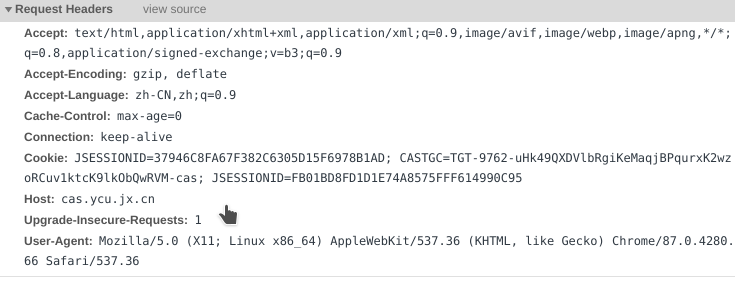 Request Headers view source
Accept: text/html,application/xhtml+xml,application/xml;q=0.9,image/avif,image/webp,image/apng,*/*;
q=0.8,application/signed-exchange;v=b3;q=0.9
Accept-Encoding: gzip, deflate
Accept-Language: zh-CN,zh;q=0.9
Cache-Control: max-age=0
Connection: keep-alive
Cookie: JSESSIONID=37946C8FA67F382C6305D15F6978B1AD; CASTGC=TGT-9762-uHk49QXDVlbRgiKeMaqjBPqurxK2wz
oRCuv1ktcK9lkObQwRVM-cas; JSESSIONID=FB01BD8FD1D1E74A8575FFF614990C95
Host: cas.ycu.jx.cn
Upgrade-Insecure-Requests: 1
User-Agent: Mozilla/5.0 (X11; Linux x86_64) AppleWebKit/537.36 (KHTML, like Gecko) Chrome/87.0.4280.
66 Safari/537.36